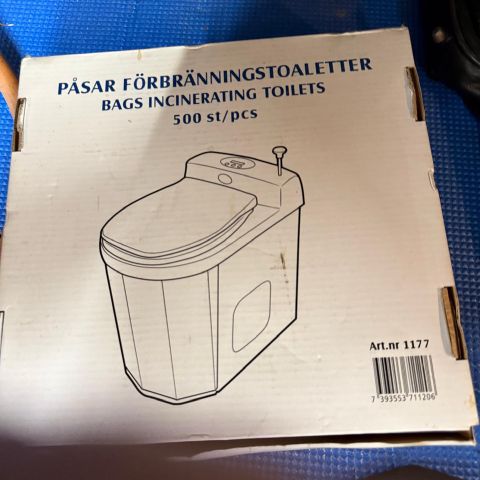 PÅSAR FÖRBRÄNNINGSTOALETTER
BAGS INCINERATING TOILETS
500 st/pcs
Art.nr 1177
7 393553 711206